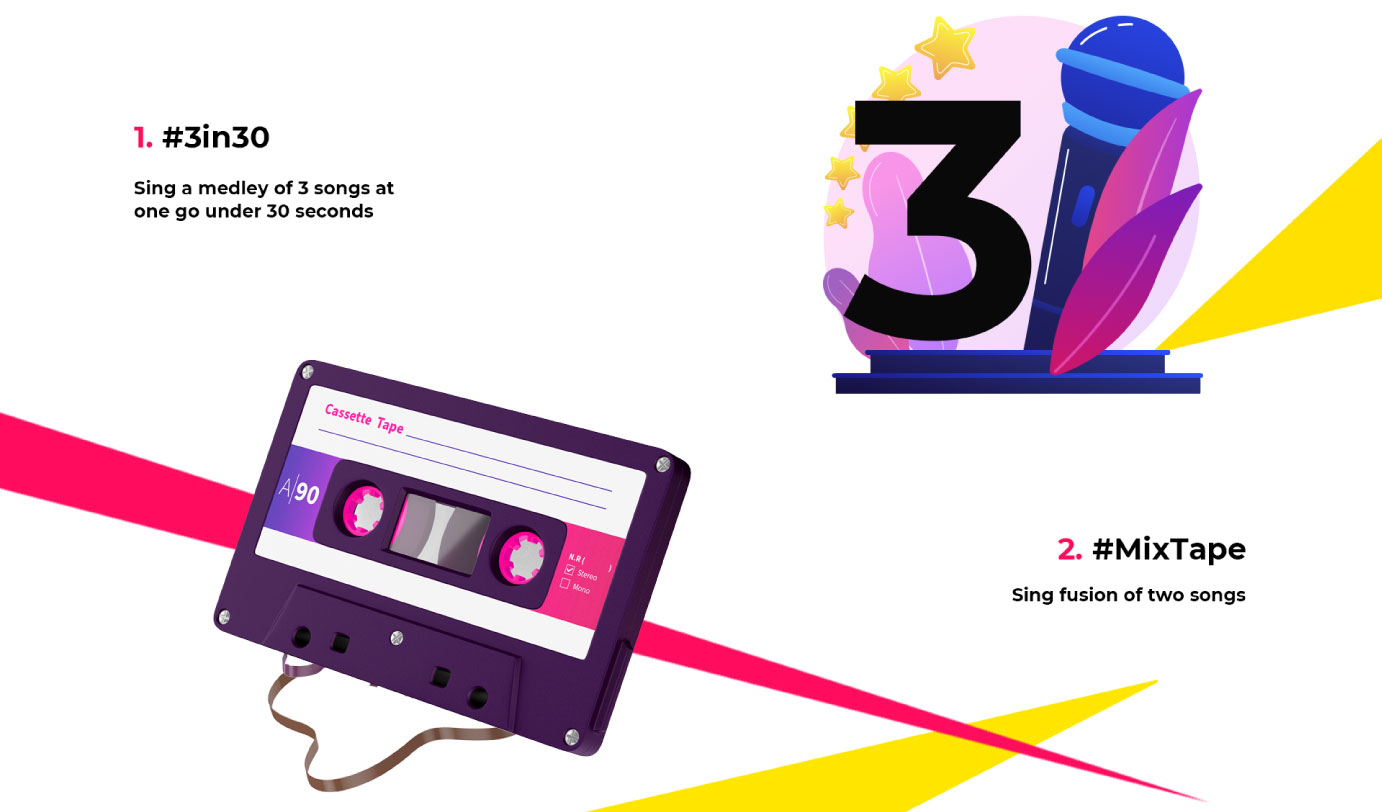 1. #3in30
Sing a medley of 3 songs at
one go under 30 seconds
3
Cassette Tape
A|90
N.R ( )
Stereo
Mono
2. #MixTape
Sing fusion of two songs